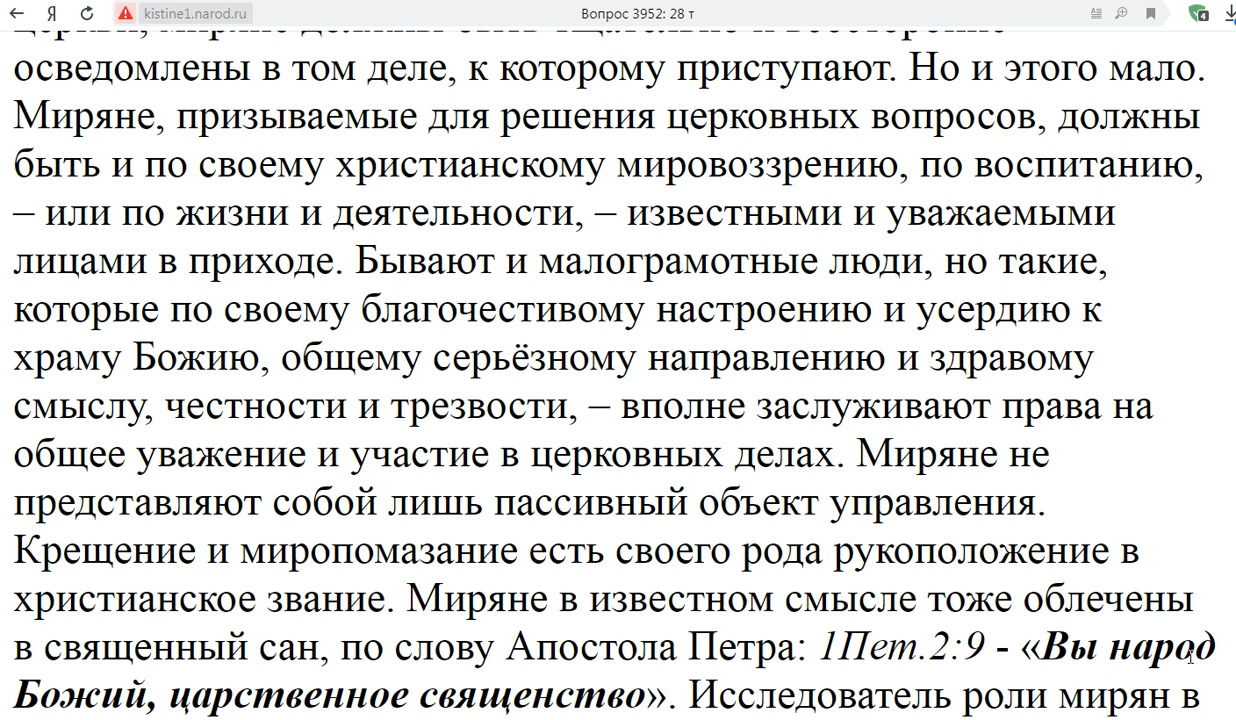 kistine1.narod.ru
Вопрос 3952: 28 т
4
осведомлены в том деле, к которому приступают. Но и этого мало.
Миряне, призываемые для решения церковных вопросов, должны
быть и по своему христианскому мировоззрению, по воспитанию,
– или по жизни и деятельности, – известными и уважаемыми
лицами в приходе. Бывают и малограмотные люди, но такие,
которые по своему благочестивому настроению и усердию к
храму Божию, общему серьёзному направлению и здравому
смыслу, честности и трезвости, – вполне заслуживают права на
общее уважение и участие в церковных делах. Миряне не
представляют собой лишь пассивный объект управления.
Крещение и миропомазание есть своего рода рукоположение в
христианское звание. Миряне в известном смысле тоже облечены
в священный сан, по слову Апостола Петра: 1Пет.2:9 - «Вы народ
Божий, царственное священство». Исследователь роли мирян в